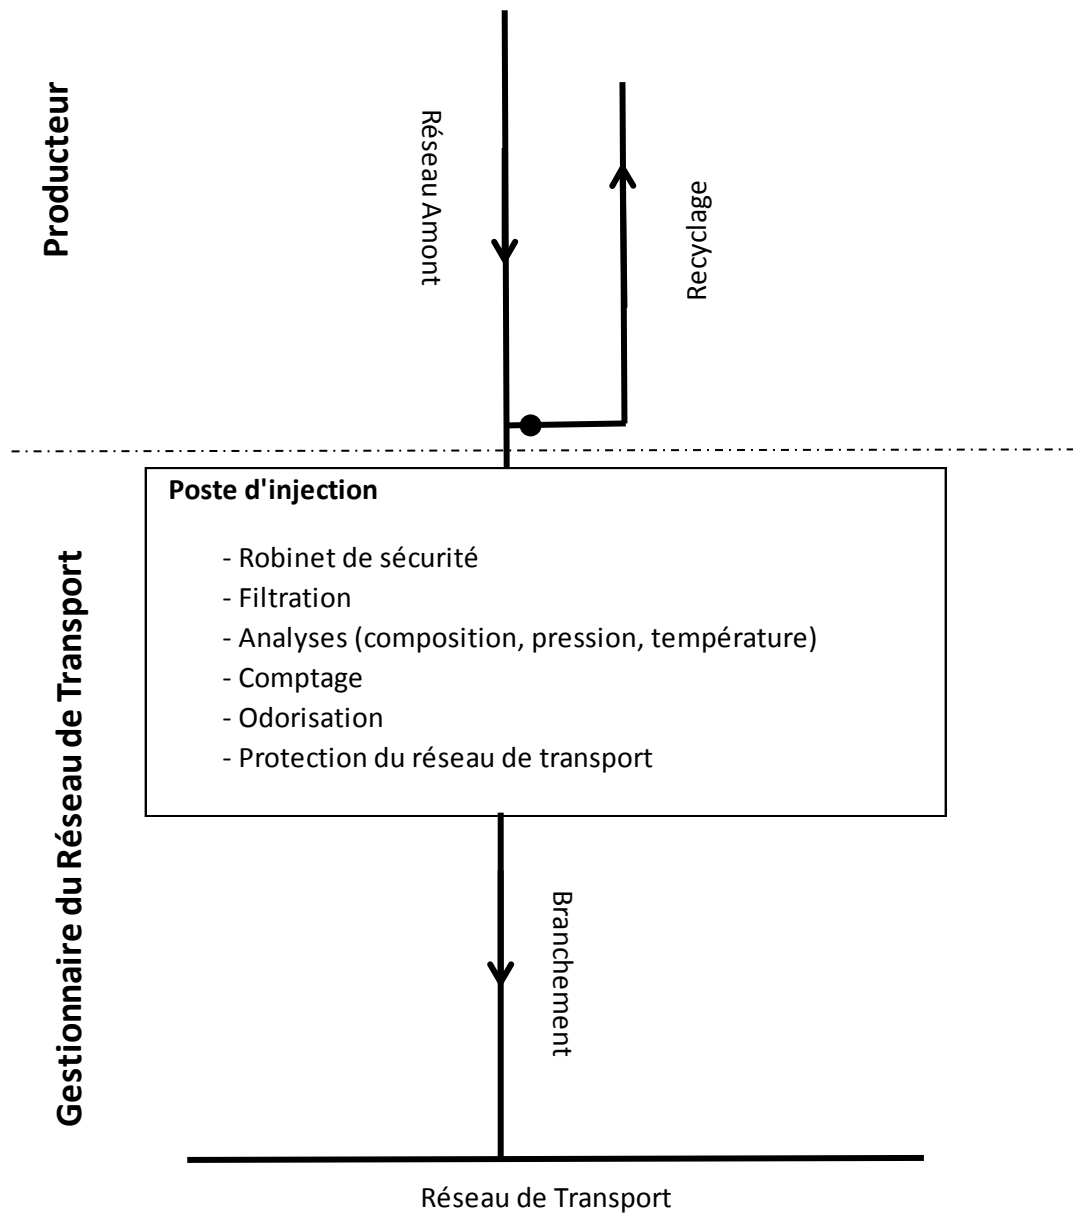 Producteur
Réseau Amont
Recyclage
Poste d'injection
- Robinet de sécurité
- Filtration
- Analyses (composition, pression, température)
- Comptage
- Odorisation
- Protection du réseau de transport
Gestionnaire du Réseau de Transport
Branchement
Réseau de Transport